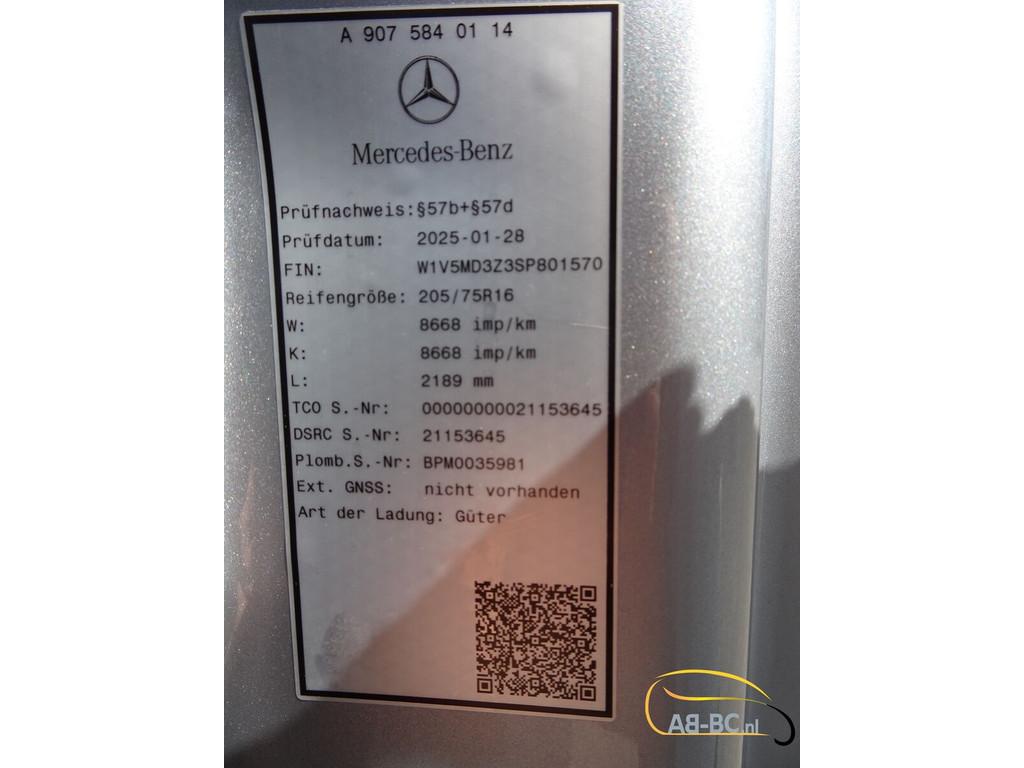 A 907 584 01 14
Mercedes-Benz
Prüfnachweis: §57b+§57d
Prüfdatum: 2025-01-28
FIN: W1V5MD3Z3SP801570
Reifengröße: 205/75R16
W: 8668 imp/km
K: 8668 imp/km
L: 2189 mm
TCO S.-Nr: 00000000021153645
DSRC S.-Nr: 21153645
Plomb.S.-Nr: BPM0035981
Ext. GNSS: nicht vorhanden
Art der Ladung: Güter
AB-BC.nl